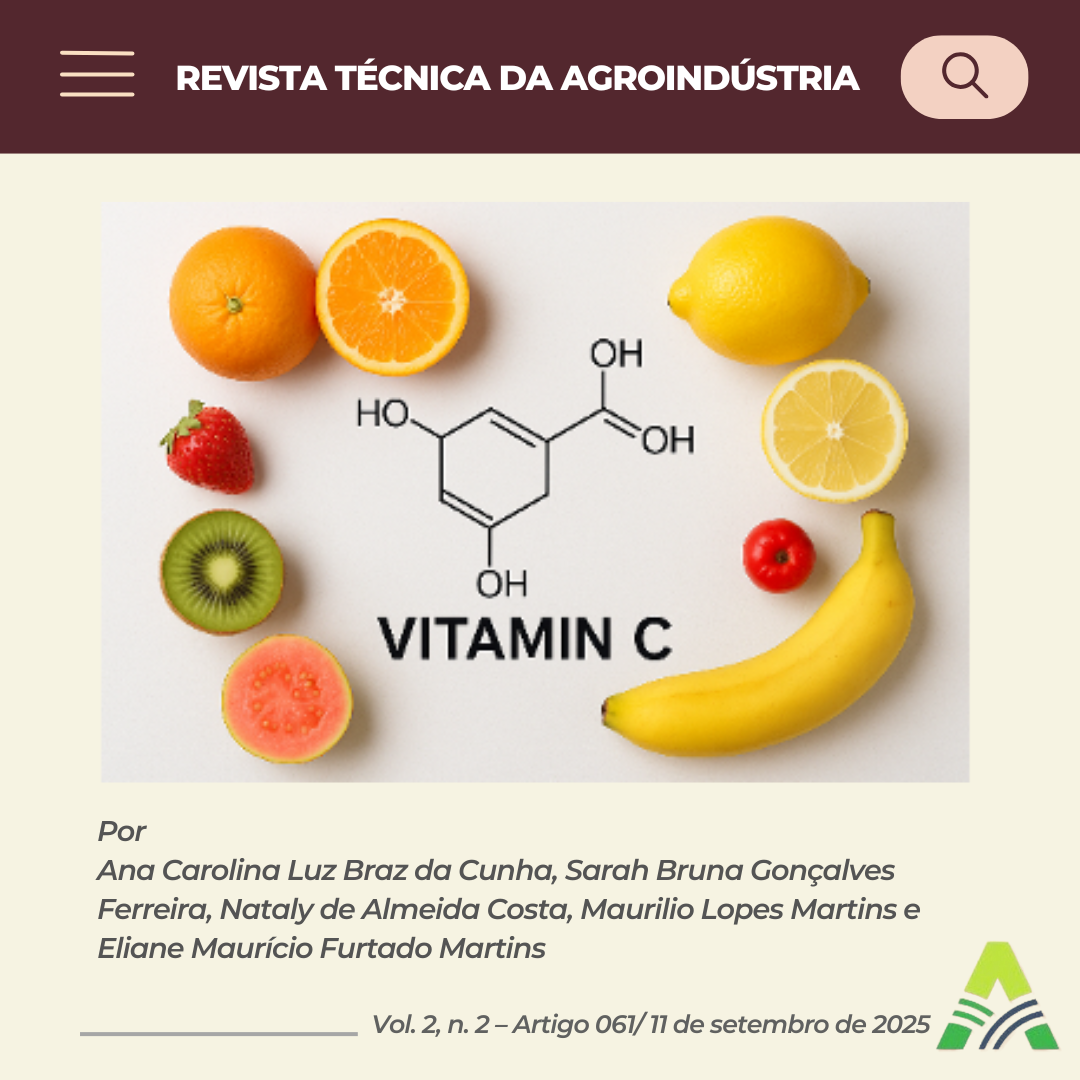 REVISTA TÉCNICA DA AGROINDÚSTRIA
OH
HO
OH
OH
VITAMIN C
Por
Ana Carolina Luz Braz da Cunha, Sarah Bruna Gonçalves
Ferreira, Nataly de Almeida Costa, Maurilio Lopes Martins e
Eliane Maurício Furtado Martins
Vol. 2, n. 2 – Artigo 061/ 11 de setembro de 2025